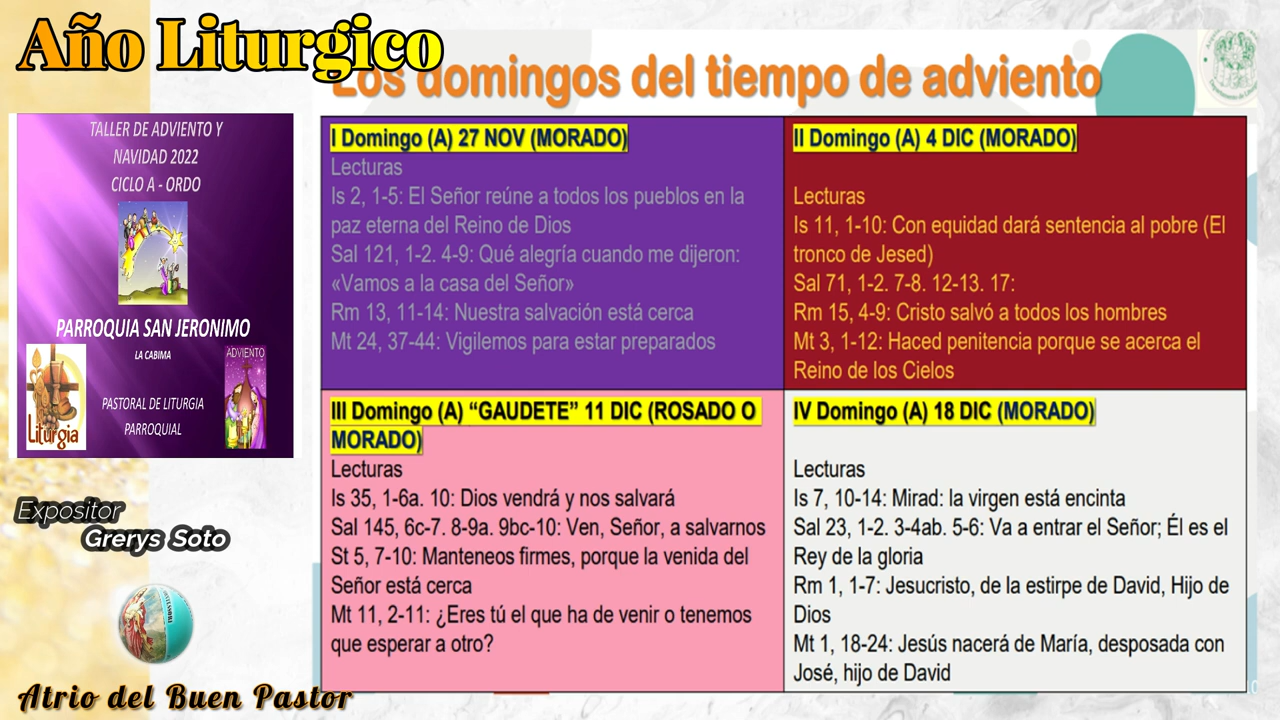 Año Liturgico
Los domingos del tiempo de adviento
TALLER DE ADVIENTO Y
NAVIDAD 2022
CICLO A - ORDO
PARROQUIA SAN JERONIMO
LA CABIMA
ADVIENTO
Liturgia
PASTORAL DE LITURGIA
PARROQUIAL
Expositor
Grerys Soto
Atrio del Buen Pastor
I Domingo (A) 27 NOV (MORADO)
Lecturas
Is 2, 1-5: El Señor reúne a todos los pueblos en la
paz eterna del Reino de Dios
Sal 121, 1-2. 4-9: Qué alegría cuando me dijeron:
«Vamos a la casa del Señor»
Rm 13, 11-14: Nuestra salvación está cerca
Mt 24, 37-44: Vigilemos para estar preparados
II Domingo (A) 4 DIC (MORADO)
Lecturas
Is 11, 1-10: Con equidad dará sentencia al pobre (El
tronco de Jesed)
Sal 71, 1-2. 7-8. 12-13. 17:
Rm 15, 4-9: Cristo salvó a todos los hombres
Mt 3, 1-12: Haced penitencia porque se acerca el
Reino de los Cielos
III Domingo (A) “GAUDETE” 11 DIC (ROSADO O
MORADO)
Lecturas
Is 35, 1-6a. 10: Dios vendrá y nos salvará
Sal 145, 6c-7. 8-9a. 9bc-10: Ven, Señor, a salvarnos
St 5, 7-10: Manteneos firmes, porque la venida del
Señor está cerca
Mt 11, 2-11: ¿Eres tú el que ha de venir o tenemos
que esperar a otro?
IV Domingo (A) 18 DIC (MORADO)
Lecturas
Is 7, 10-14: Mirad: la virgen está encinta
Sal 23, 1-2. 3-4ab. 5-6: Va a entrar el Señor; Él es el
Rey de la gloria
Rm 1, 1-7: Jesucristo, de la estirpe de David, Hijo de
Dios
Mt 1, 18-24: Jesús nacerá de María, desposada con
José, hijo de David